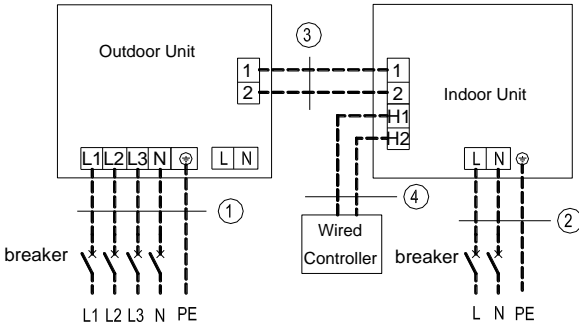 Outdoor Unit
3
1
2
1
2
H1
H2
Indoor Unit
L1 L2 L3 N
L N
L N
1
4
2
Wired
Controller
breaker
breaker
L1 L2 L3 N PE
L N PE